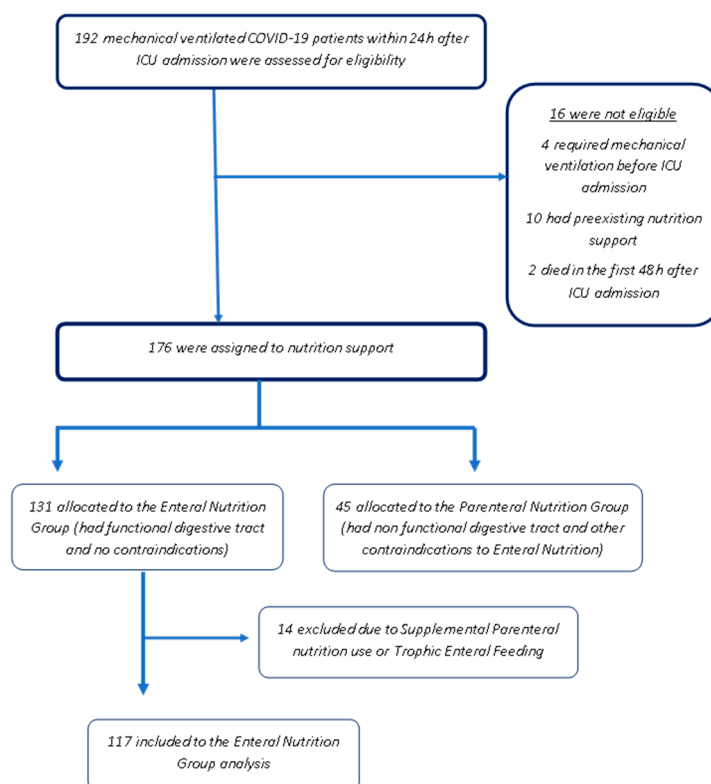 192 mechanical ventilated COVID-19 patients within 24h after
ICU admission were assessed for eligibility
16 were not eligible
4 required mechanical
ventilation before ICU
admission
10 had preexisting nutrition
support
2 died in the first 48h after
ICU admission
176 were assigned to nutrition support
131 allocated to the Enteral Nutrition
Group (had functional digestive tract
and no contraindications)
45 allocated to the Parenteral Nutrition Group
(had non functional digestive tract and other
contraindications to Enteral Nutrition)
14 excluded due to Supplemental Parenteral
nutrition use or Trophic Enteral Feeding
117 included to the Enteral Nutrition
Group analysis